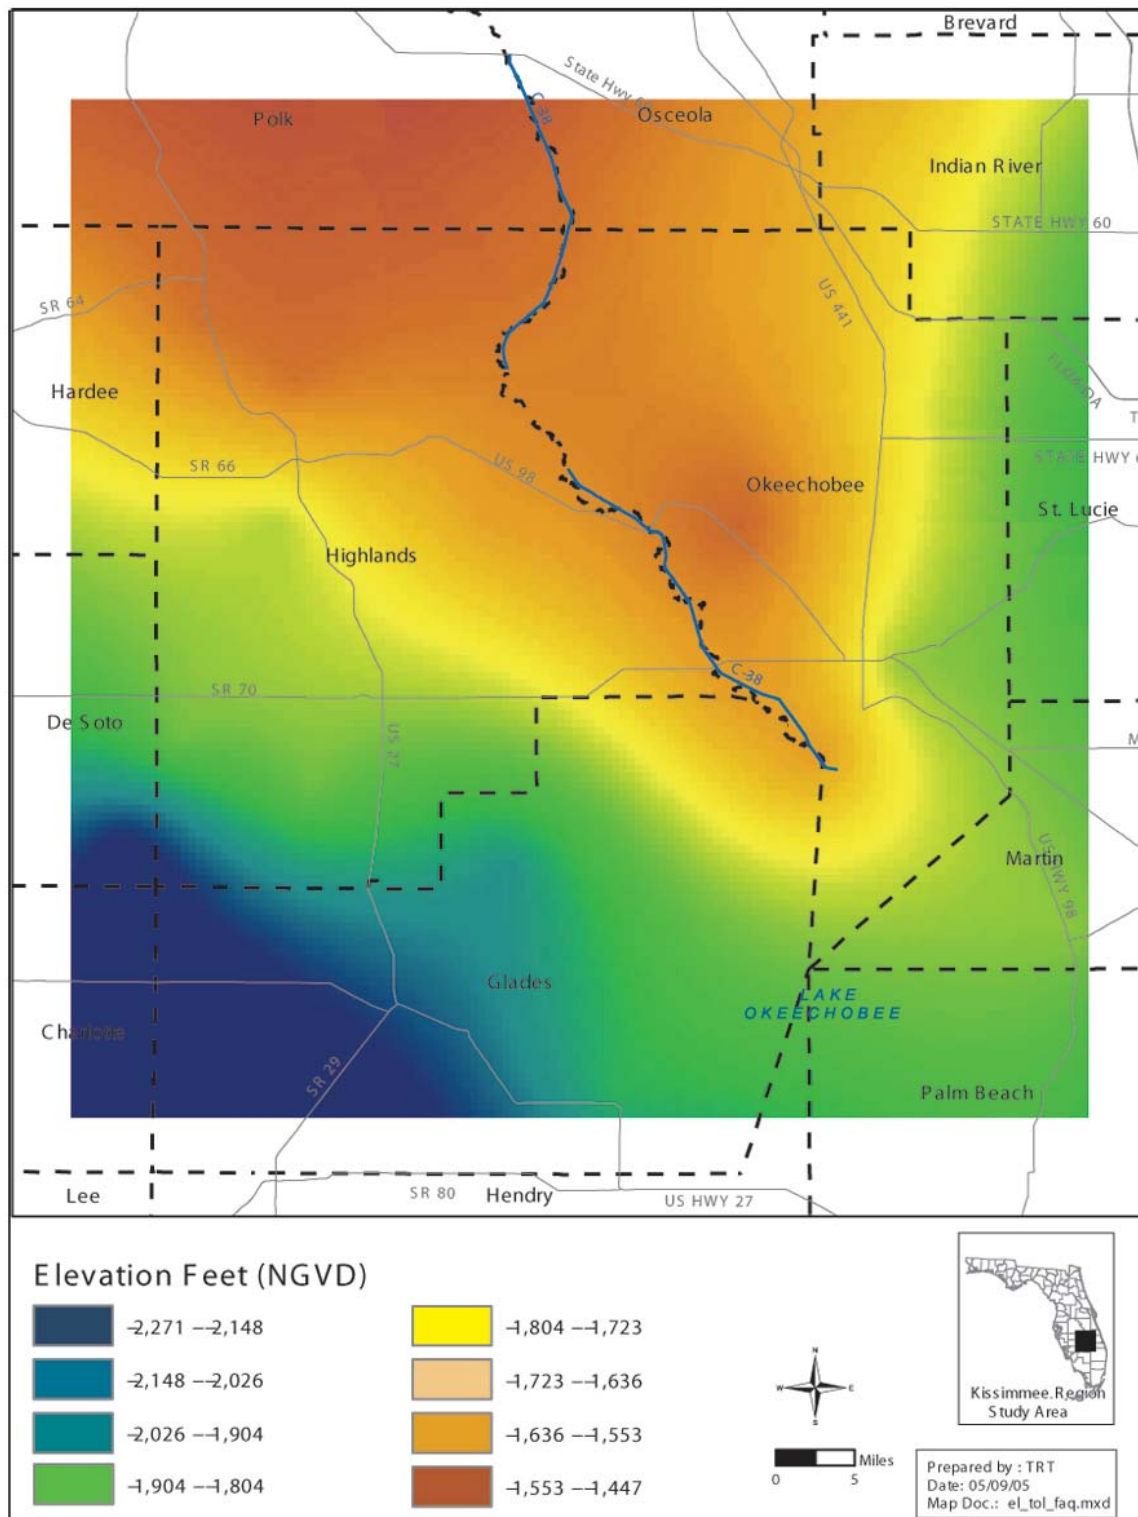 Brevard
State Hwy 6
C-38
Polk
Osceola
Indian River
STATE HWY 60
SR 64
US 441
Hardee
FLORIDA
T
SR 66
US 98
STATE HWY
Okeechobee
St. Lucie
Highlands
C-38
SR 70
De Soto
US 27
M
Martin
US HWY 98
Glades
LAKE
OKEECHOBEE
Charlotte
SR 29
Palm Beach
Lee
SR 80
Hendry
US HWY 27
Elevation Feet (NGVD)
-2,271 --2,148
-2,148 --2,026
-2,026 --1,904
-1,904 --1,804
-1,804 --1,723
-1,723 --1,636
-1,636 --1,553
-1,553 --1,447
N
W
E
S
Miles
0
5
Kissimmee.Region
Study Area
Prepared by : TRT
Date: 05/09/05
Map Doc.: el_tol_faq.mxd